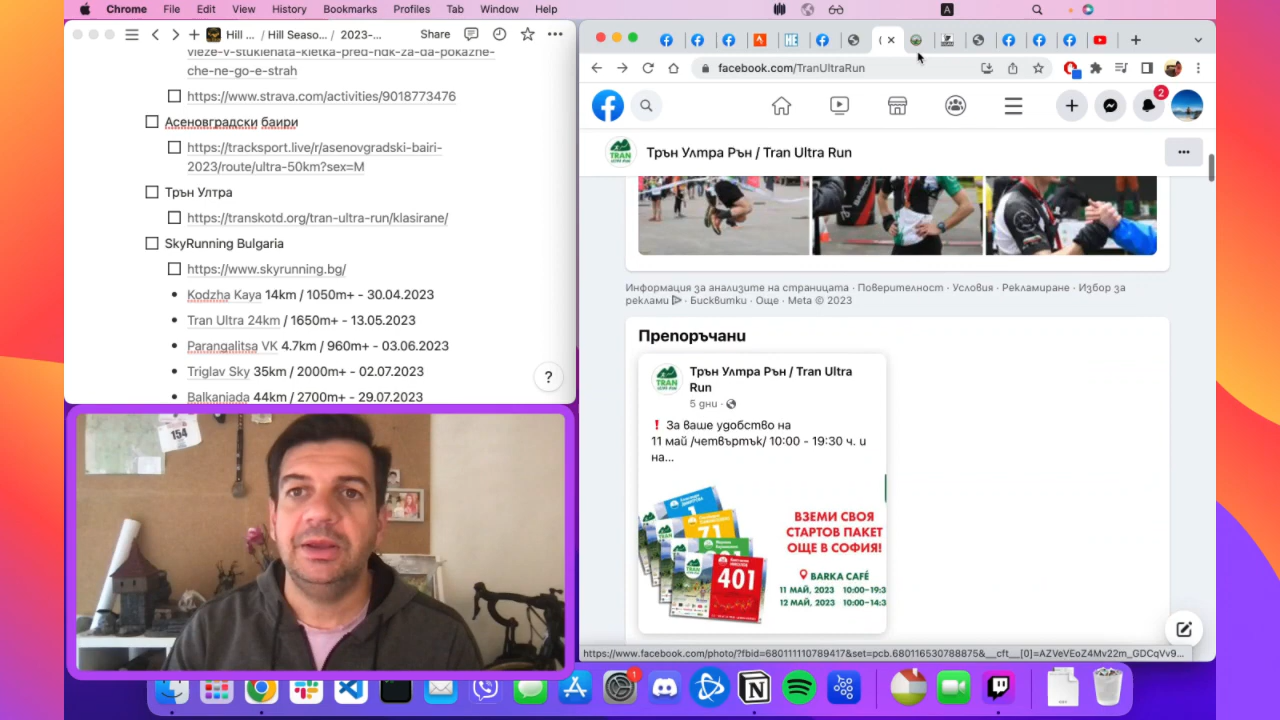 Chrome File Edit View History Bookmarks Profiles Tab Window Help
A
Hill ... / Hill Seaso... / 2023-...
Share
vleze-v-stuklenata-kletka-pred-ndk-za-da-pokazhe-
che-ne-go-e-strah
https://www.strava.com/activities/9018773476
Асеновградски баири
https://tracksport.live/r/asenovgradski-bairi-
2023/route/ultra-50km?sex=M
Трън Ултра
https://transkotd.org/tran-ultra-run/klasirane/
SkyRunning Bulgaria
https://www.skyrunning.bg/
Kodzha Kaya 14km / 1050m+ - 30.04.2023
Tran Ultra 24km / 1650m+ - 13.05.2023
Parangalitsa VK 4.7km / 960m+ - 03.06.2023
Triglav Sky 35km / 2000m+ - 02.07.2023
Balkaniada 44km / 2700m+ - 29.07.2023
?
154
HE
facebook.com/TranUltraRun
2
TRAN
Трън Ултра Рън / Tran Ultra Run
Информация за анализите на страницата · Поверителност · Условия · Рекламиране · Избор за
реклами · Бисквитки · Още · Meta © 2023
Препоръчани
TRAN
Трън Ултра Рън / Tran Ultra
Run
5 дни ·
❗ За ваше удобство на
11 май /четвъртък/ 10:00 - 19:30 ч. и
на...
1
71
TRAN
401
ВЗЕМИ СВОЯ
СТАРТОВ ПАКЕТ
ОЩЕ В СОФИЯ!
BARKA CAFÉ
11 МАЙ, 2023 10:00-19:3
12 МАЙ, 2023 10:00-14:3
https://www.facebook.com/photo/?fbid=680111110789417&set=pcb.680116530788875&__cft__[0]=AZVeVEoZ4Mv22m_GDCqVv9...
1